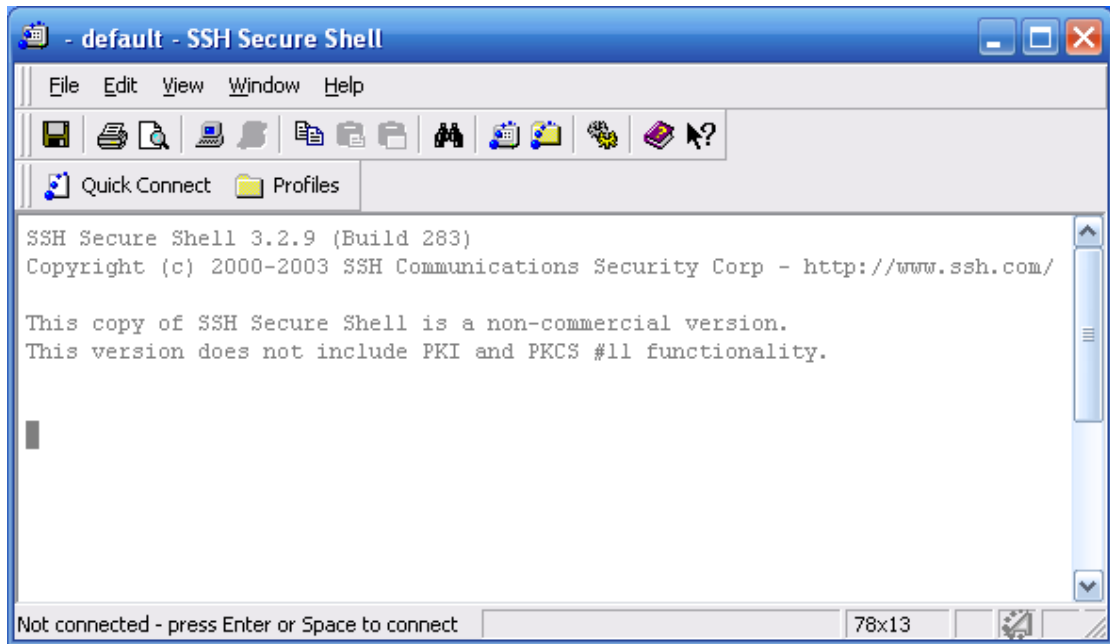 - default - SSH Secure Shell
File Edit View Window Help
Quick Connect Profiles
SSH Secure Shell 3.2.9 (Build 283)
Copyright (c) 2000-2003 SSH Communications Security Corp - http://www.ssh.com/
This copy of SSH Secure Shell is a non-commercial version.
This version does not include PKI and PKCS #11 functionality.
Not connected - press Enter or Space to connect 78x13